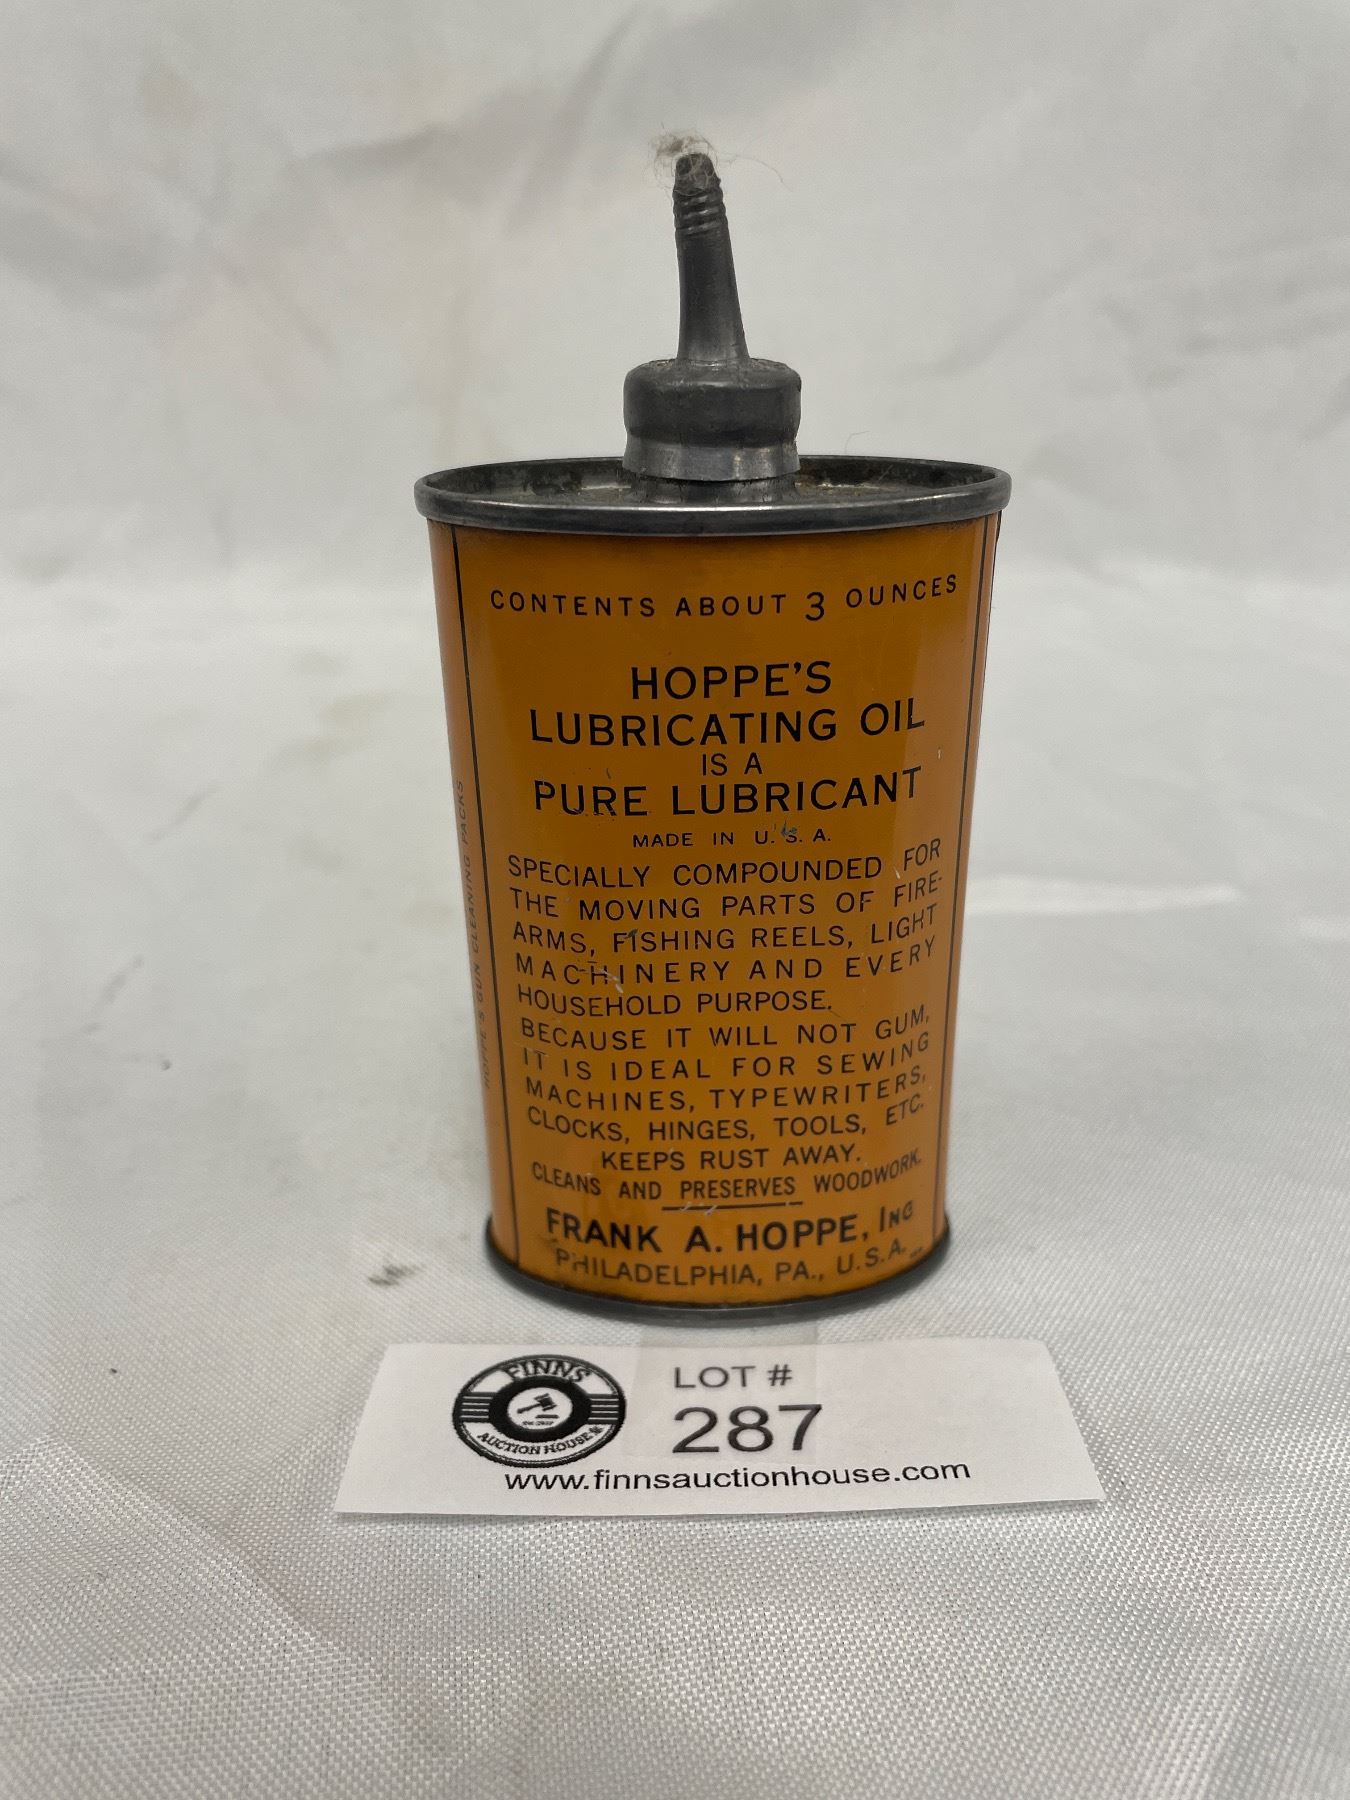 CONTENTS ABOUT 3 OUNCES
HOPPE'S
LUBRICATING OIL
IS A
PURE LUBRICANT
MADE IN U.S.A.
SPECIALLY COMPOUNDED FOR
THE MOVING PARTS OF FIRE-
ARMS, FISHING REELS, LIGHT
MACHINERY AND EVERY
HOUSEHOLD PURPOSE.
BECAUSE IT WILL NOT GUM,
IT IS IDEAL FOR SEWING
MACHINES, TYPEWRITERS,
CLOCKS, HINGES, TOOLS, ETC.
KEEPS RUST AWAY.
CLEANS AND PRESERVES WOODWORK.
FRANK A. HOPPE, INC
PHILADELPHIA, PA., U.S.A.
HOPPE'S GUN CLEANING PACKS
FINNS
AUCTION HOUSE
LOT #
287
www.finnsauctionhouse.com